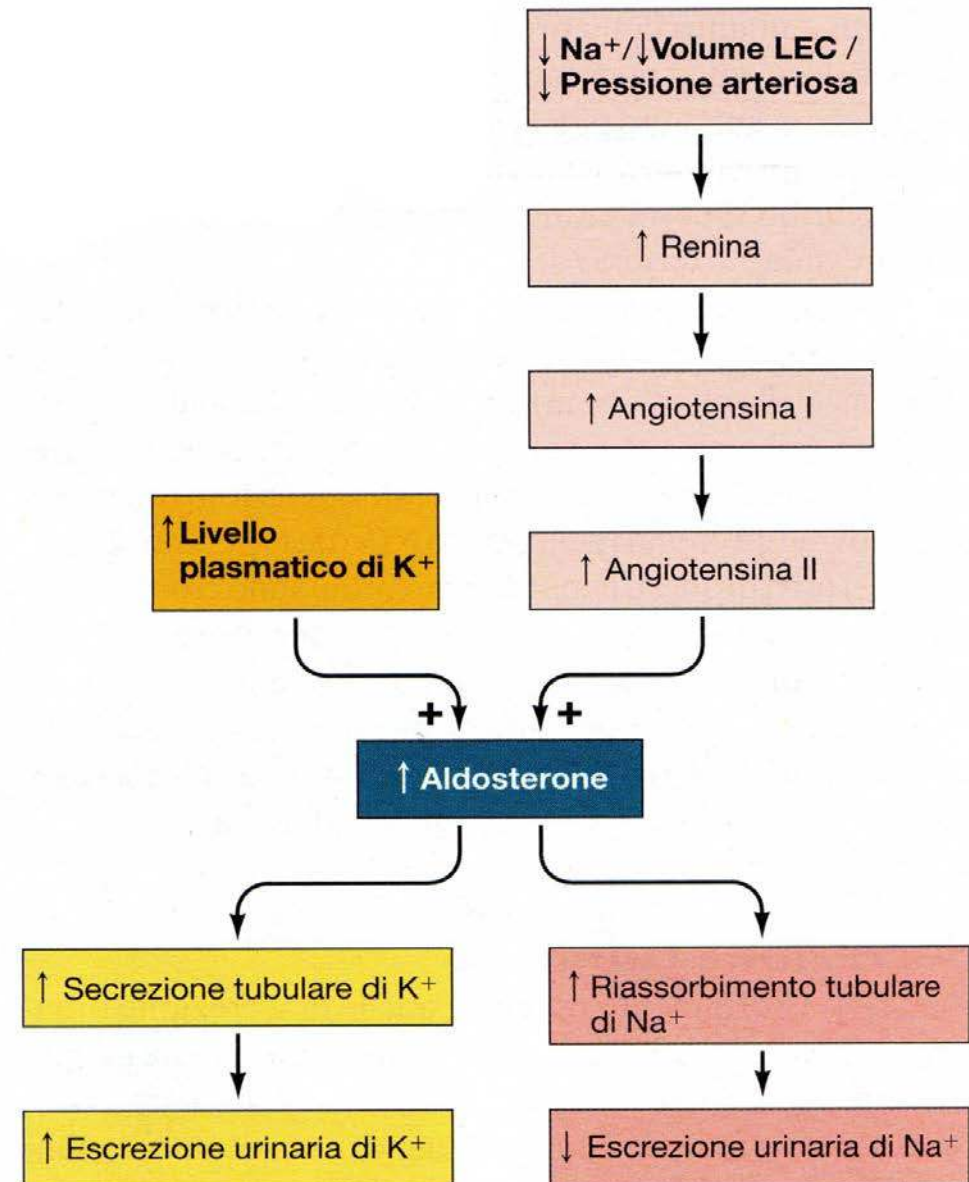 ↓ Na⁺/↓Volume LEC /
↓ Pressione arteriosa
↑ Renina
↑ Angiotensina I
↑ Livello
plasmatico di K⁺
↑ Angiotensina II
+ +
↑ Aldosterone
↑ Secrezione tubulare di K⁺
↑ Riassorbimento tubulare
di Na⁺
↑ Escrezione urinaria di K⁺
↓ Escrezione urinaria di Na⁺